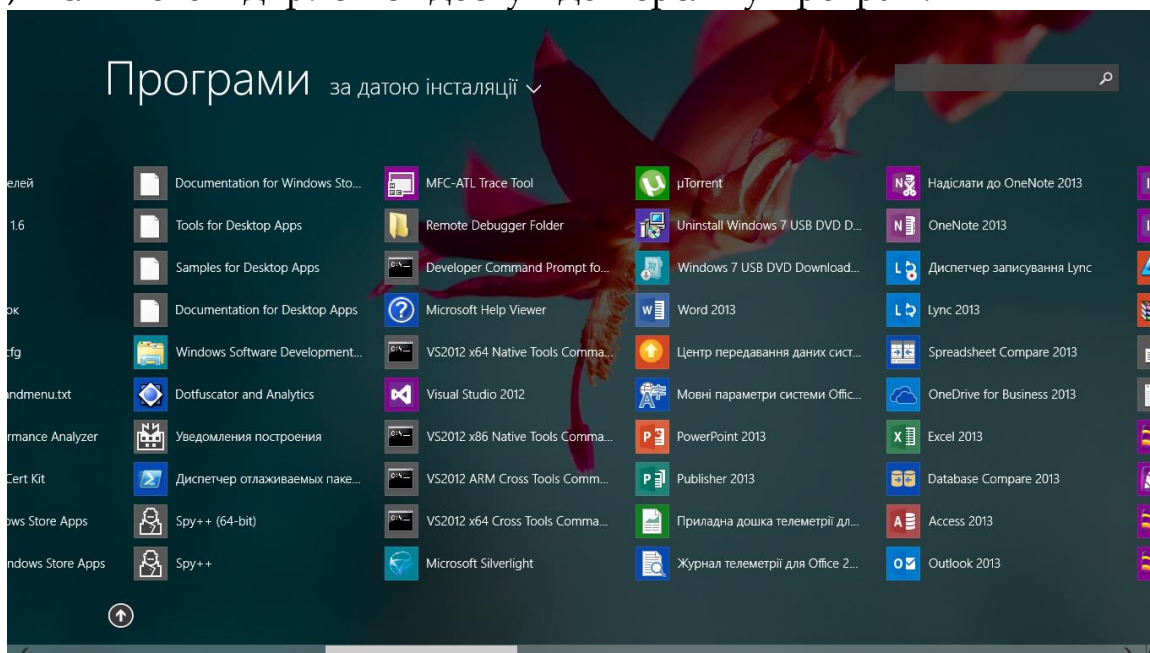 Програми за датою інсталяції
елей
1.6
ок
cfg
andmenu.txt
rmance Analyzer
Cert Kit
ows Store Apps
ndows Store Apps
Documentation for Windows Sto...
Tools for Desktop Apps
Samples for Desktop Apps
Documentation for Desktop Apps
Windows Software Development...
Dotfuscator and Analytics
Уведомления построения
Диспетчер отлаживаемых паке...
Spy++ (64-bit)
Spy++
MFC-ATL Trace Tool
Remote Debugger Folder
Developer Command Prompt fo...
Microsoft Help Viewer
VS2012 x64 Native Tools Comma...
Visual Studio 2012
VS2012 x86 Native Tools Comma...
VS2012 ARM Cross Tools Comm...
VS2012 x64 Cross Tools Comma...
Microsoft Silverlight
µTorrent
Uninstall Windows 7 USB DVD D...
Windows 7 USB DVD Download...
Word 2013
Центр передавання даних сист...
Мовні параметри системи Offic...
PowerPoint 2013
Publisher 2013
Приладна дошка телеметрії дл...
Журнал телеметрії для Office 2...
Надіслати до OneNote 2013
OneNote 2013
Диспетчер записування Lync
Lync 2013
Spreadsheet Compare 2013
OneDrive for Business 2013
Excel 2013
Database Compare 2013
Access 2013
Outlook 2013